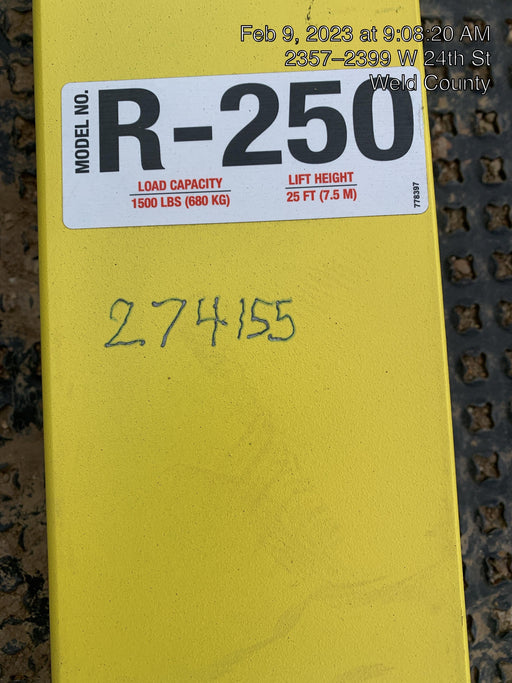 Feb 9, 2023 at 9:08:20 AM
2357–2399 W 24th St
Weld County
MODEL NO.
R-250
LOAD CAPACITY
1500 LBS (680 KG)
LIFT HEIGHT
25 FT (7.5 M)
778397
274155